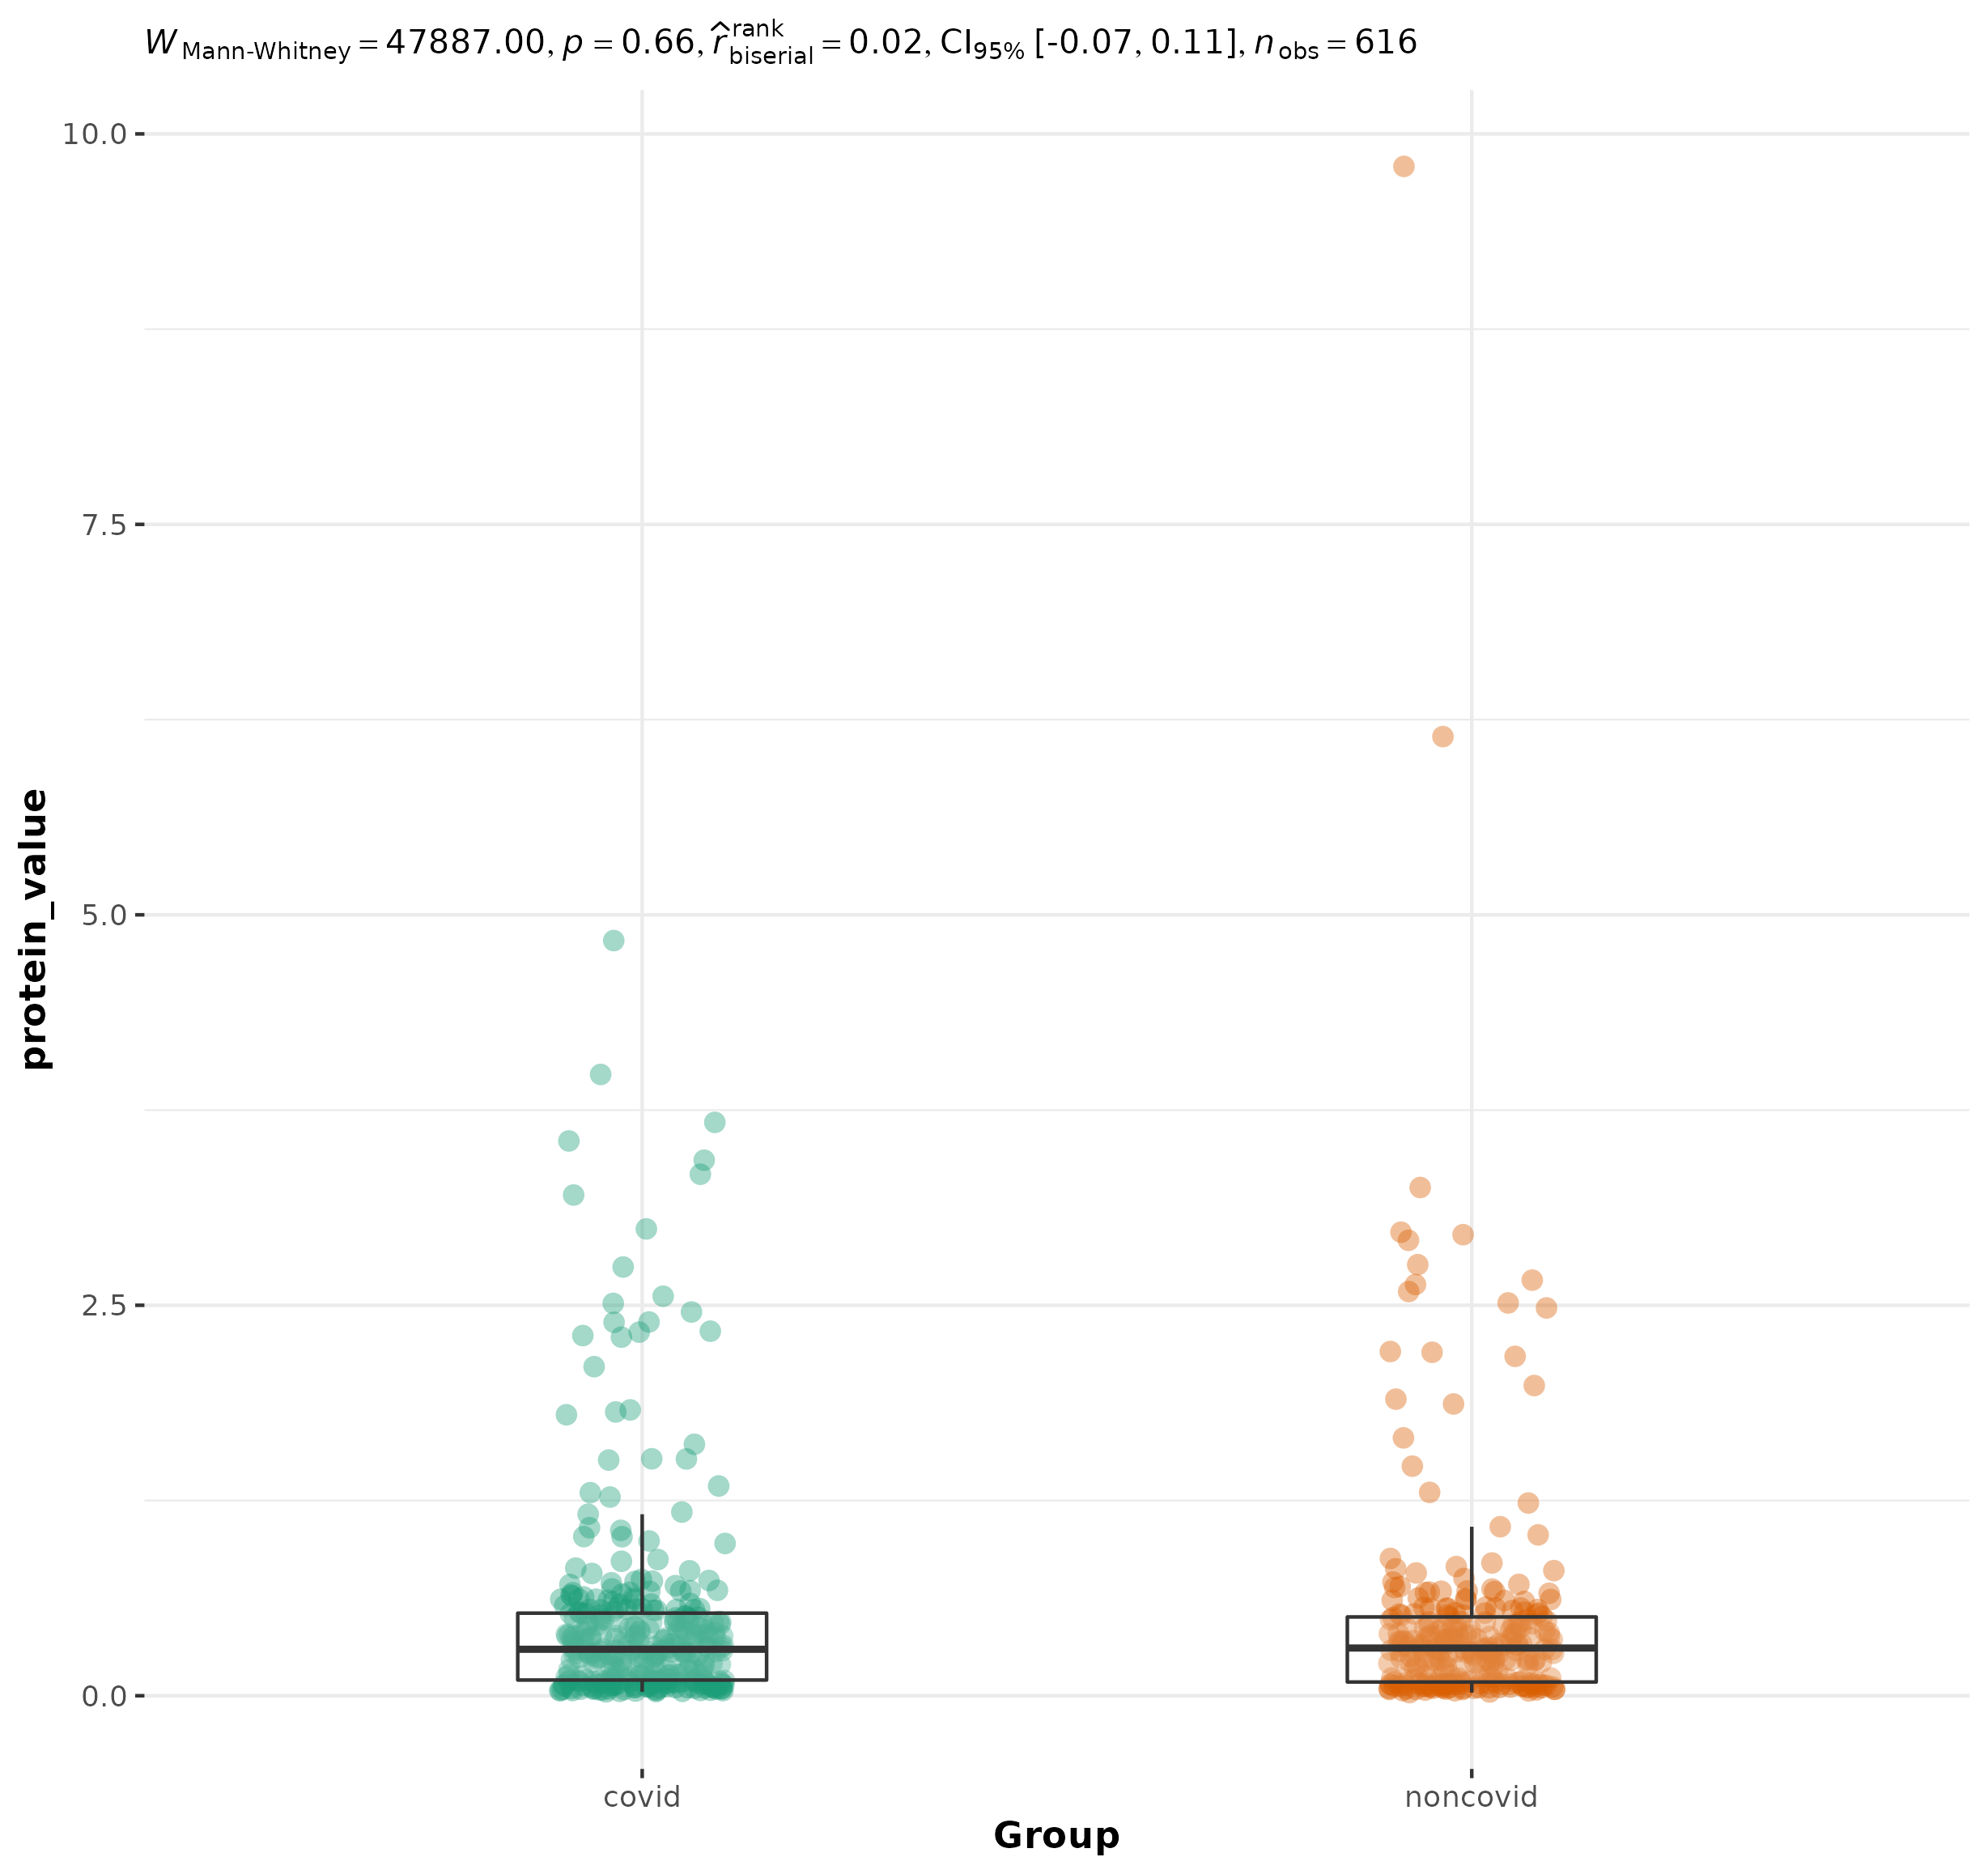 W Mann-Whitney = 47887.00, p = 0.66, r̂ rank biserial = 0.02, CI95% [-0.07, 0.11], nobs = 616
10.0
7.5
5.0
2.5
0.0
protein_value
covid noncovid
Group